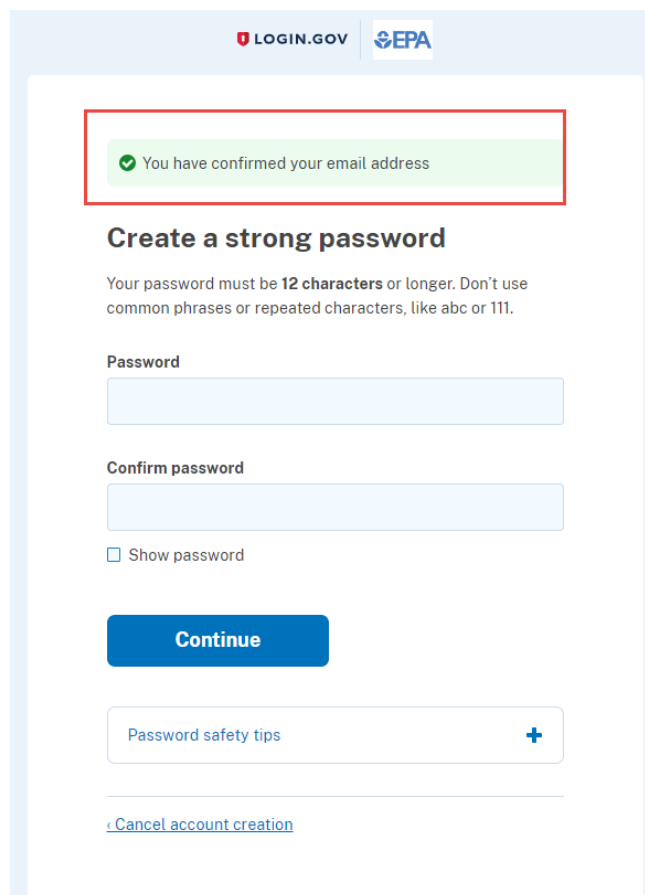 LOGIN.GOV EPA
You have confirmed your email address
Create a strong password
Your password must be 12 characters or longer. Don’t use
common phrases or repeated characters, like abc or 111.
Password
Confirm password
Show password
Continue
Password safety tips
‹ Cancel account creation